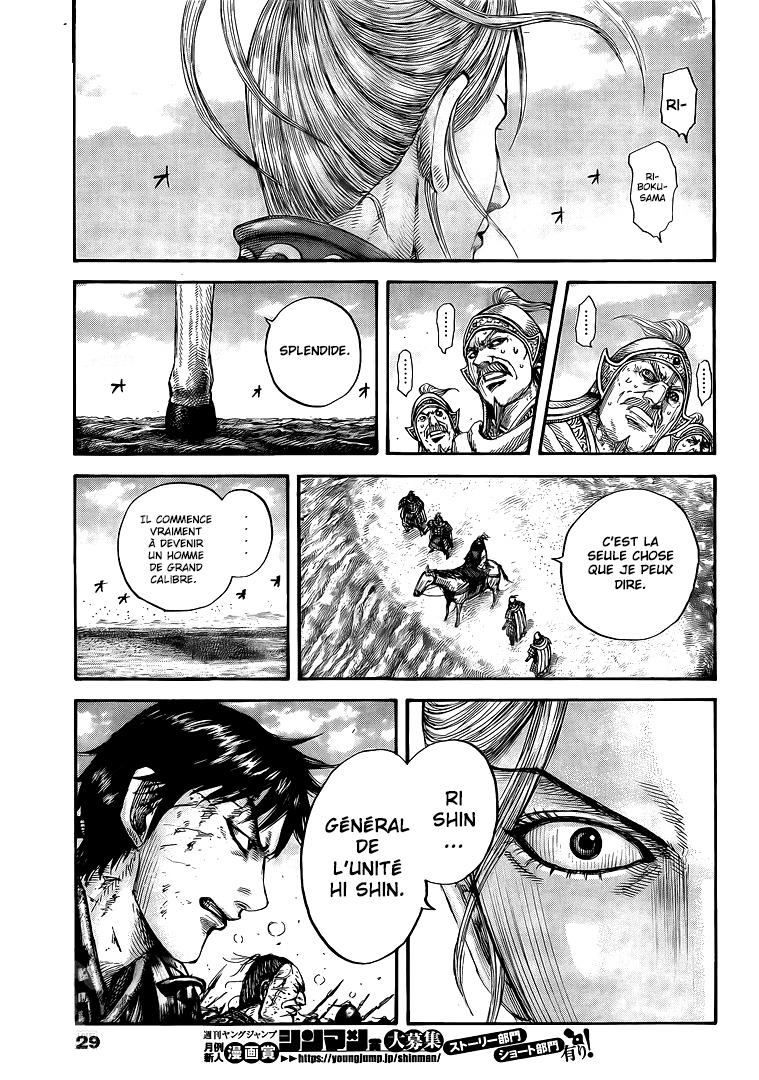 RI-
RI-
BOKU-
SAMA
......
......
......
SPLENDIDE.
C'EST LA
SEULE CHOSE
QUE JE PEUX
DIRE.
...
IL COMMENCE
VRAIMENT
À DEVENIR
UN HOMME
DE GRAND
CALIBRE.
RI
SHIN
...
GÉNÉRAL
DE
L'UNITÉ
HI SHIN.
29
週刊ヤングジャンプ
月例
新人
漫画賞
シンマン賞
大募集
ストーリー部門
ショート部門
有り!
▶▶https://youngjump.jp/shinman/